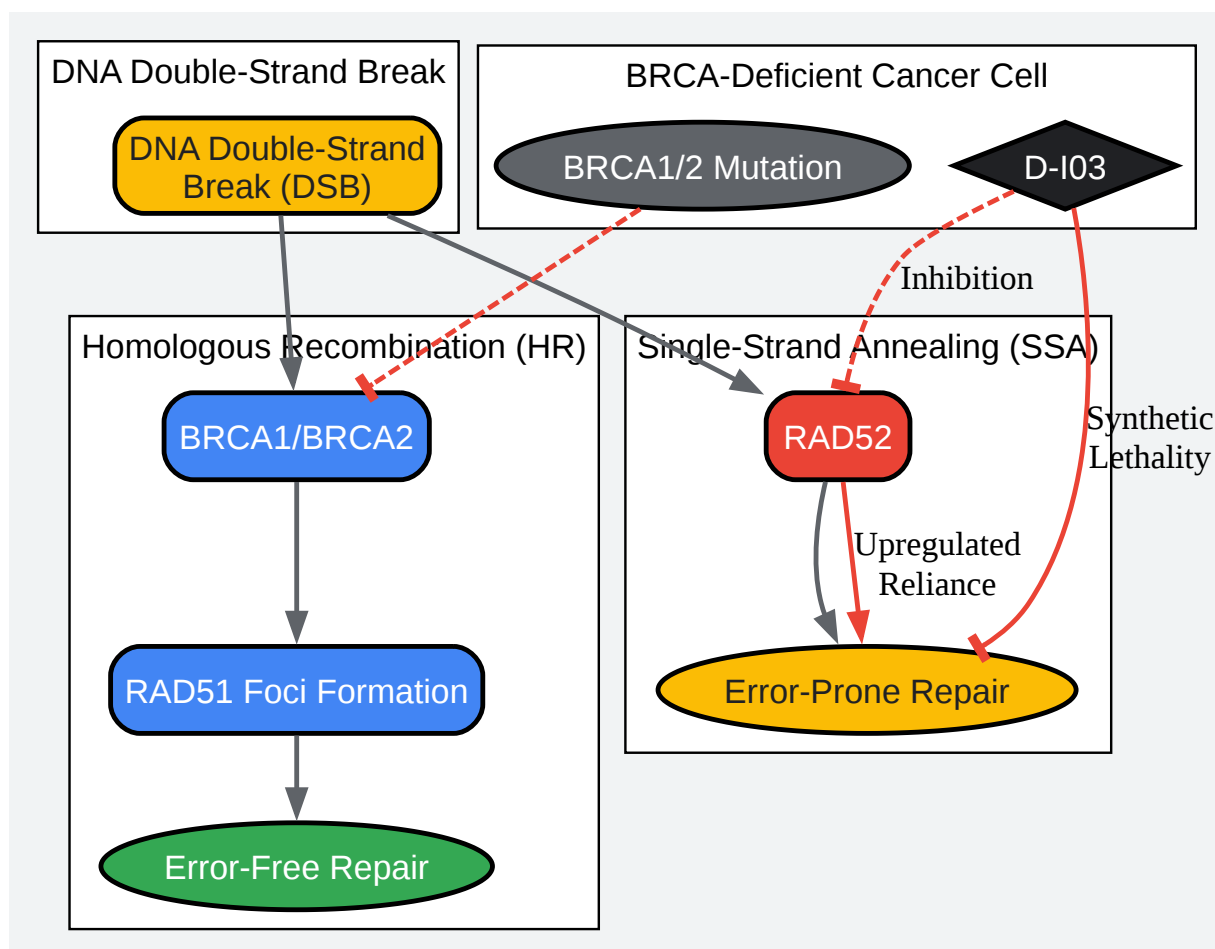 DNA Double-Strand Break
BRCA-Deficient Cancer Cell
DNA Double-Strand
Break (DSB)
BRCA1/2 Mutation
D-I03
Inhibition
Homologous Recombination (HR)
Single-Strand Annealing (SSA)
BRCA1/BRCA2
RAD52
Synthetic
Lethality
Upregulated
Reliance
RAD51 Foci Formation
Error-Prone Repair
Error-Free Repair